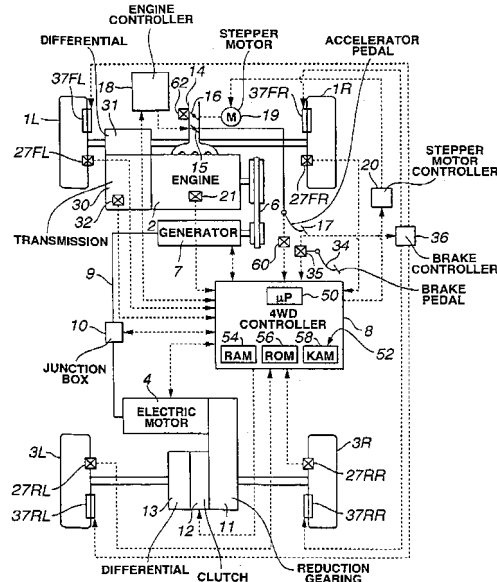 ENGINE
CONTROLLER
DIFFERENTIAL
STEPPER
MOTOR
ACCELERATOR
PEDAL
37FL
31
18
62
14
16
M
19
37FR
1R
1L
27FL
15
ENGINE
27FR
20
STEPPER
MOTOR
CONTROLLER
30
32
2
21
6
17
34
36
TRANSMISSION
GENERATOR
7
60
35
BRAKE
CONTROLLER
BRAKE
PEDAL
9
μP
50
4WD
CONTROLLER
8
10
JUNCTION
BOX
54
56
58
52
RAM
ROM
KAM
4
ELECTRIC
MOTOR
3L
3R
27RL
27RR
37RL
13
12
11
37RR
DIFFERENTIAL
CLUTCH
REDUCTION
GEARING